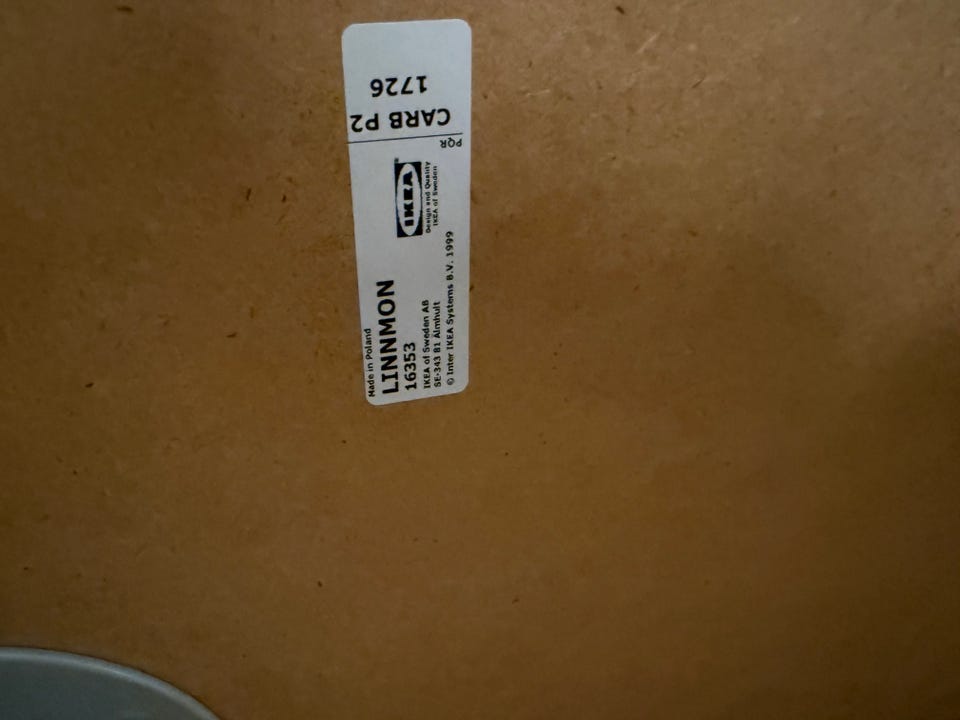 Made in Poland
LINNMON
16353
IKEA of Sweden AB
SE-343 81 Älmhult
© Inter IKEA Systems B.V. 1999
IKEA®
Design and Quality
IKEA of Sweden
PQR
CARB P2
1726